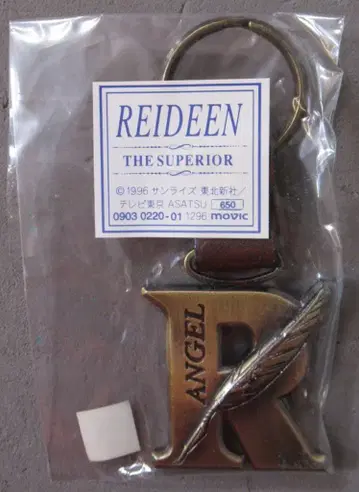 REIDEEN
THE SUPERIOR
©1996 サンライズ 東北新社/
テレビ東京 ASATSU 650
0903 0220-01 1296 movic
ANGEL
R